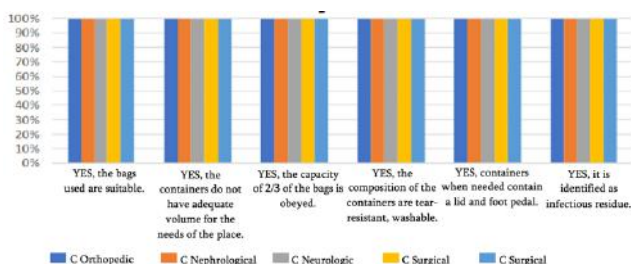 100%
90%
80%
70%
60%
50%
40%
30%
20%
10%
0%
YES, the bags
used are suitable.
YES, the
containers do not
have adequate
volume for the
needs of the place.
YES, the capacity
of 2/3 of the bags is
obeyed.
YES, the
composition of the
containers are tear-
resistant, washable.
YES, containers
when needed contain
a lid and foot pedal.
YES, it is
identified as
infectious residue.
C Orthopedic
C Nephrological
C Neurologic
C Surgical
C Surgical